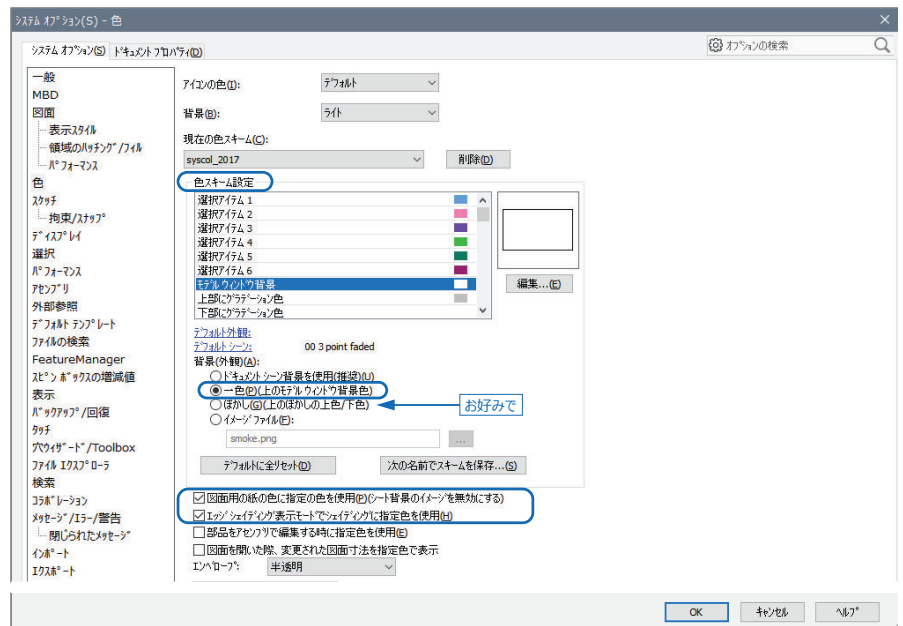 システム オプション(S) - 色
システム オプション(S)
ドキュメント プロパティ(D)
オプションの検索
一般
MBD
図面
表示スタイル
領域のハッチング/フィル
パフォーマンス
色
スケッチ
拘束/スナップ
ディスプレイ
選択
パフォーマンス
アセンブリ
外部参照
デフォルト テンプレート
ファイルの検索
FeatureManager
スピン ボックスの増減値
表示
バックアップ/回復
タッチ
穴ウィザード/Toolbox
ファイル エクスプローラ
検索
コラボレーション
メッセージ/エラー/警告
閉じられたメッセージ
インポート
エクスポート
アイコンの色(I):
デフォルト
背景(B):
ライト
現在の色スキーム(C):
syscol_2017
削除(D)
色スキーム設定
選択アイテム 1
選択アイテム 2
選択アイテム 3
選択アイテム 4
選択アイテム 5
選択アイテム 6
モデル ウィンドウ背景
上部にグラデーション色
下部にグラデーション色
編集...(E)
デフォルト外観:
デフォルト シーン: 00 3 point faded
背景(外観)(A):
ドキュメント シーン背景を使用(推奨)(U)
一色(P)(上のモデル ウィンドウ背景色)
ぼかし(G)(上のぼかしの上色/下色)
お好みで
イメージ ファイル(F):
smoke.png
...
デフォルトに全リセット(D)
次の名前でスキームを保存...(S)
図面用の紙の色に指定の色を使用(P)(シート背景のイメージを無効にする)
エッジ シェイディング表示モードでシェイディングに指定色を使用(H)
部品をアセンブリで編集する時に指定色を使用(E)
図面を開いた際、変更された図面寸法を指定色で表示
エンベロープ: 半透明
OK
キャンセル
ヘルプ